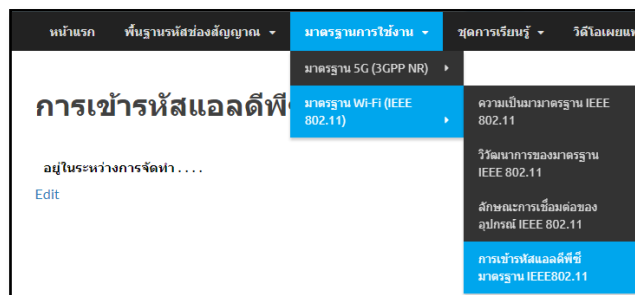 หน้าแรก พื้นฐานรหัสช่องสัญญาณ มาตรฐานการใช้งาน ชุดการเรียนรู้ วิดีโอเผยแพ
มาตรฐาน 5G (3GPP NR)
การเข้ารหัสแอลดีพี
มาตรฐาน Wi-Fi (IEEE
802.11)
ความเป็นมามาตรฐาน IEEE
802.11
วิวัฒนาการของมาตรฐาน
IEEE 802.11
อยู่ในระหว่างการจัดทำ . . . .
Edit
ลักษณะการเชื่อมต่อของ
อุปกรณ์ IEEE 802.11
การเข้ารหัสแอลดีพีซี
มาตรฐาน IEEE802.11